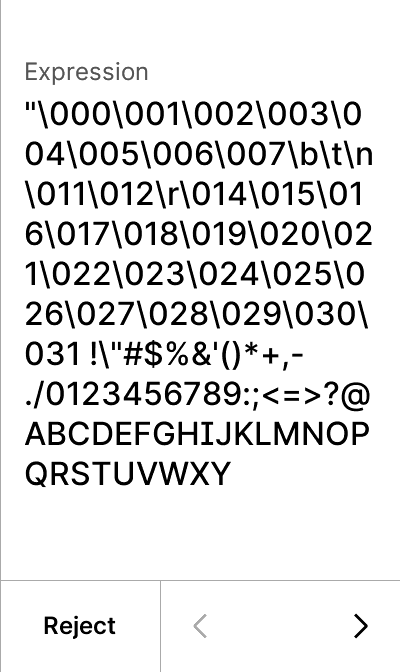 Expression
"\000\001\002\003\0
04\005\006\007\b\t\n
\011\012\r\014\015\01
6\017\018\019\020\02
1\022\023\024\025\0
26\027\028\029\030\
031 !\"#$%&'()*+,-
./0123456789:;<=>?@
ABCDEFGHIJKLMNOP
QRSTUVWXY
Reject